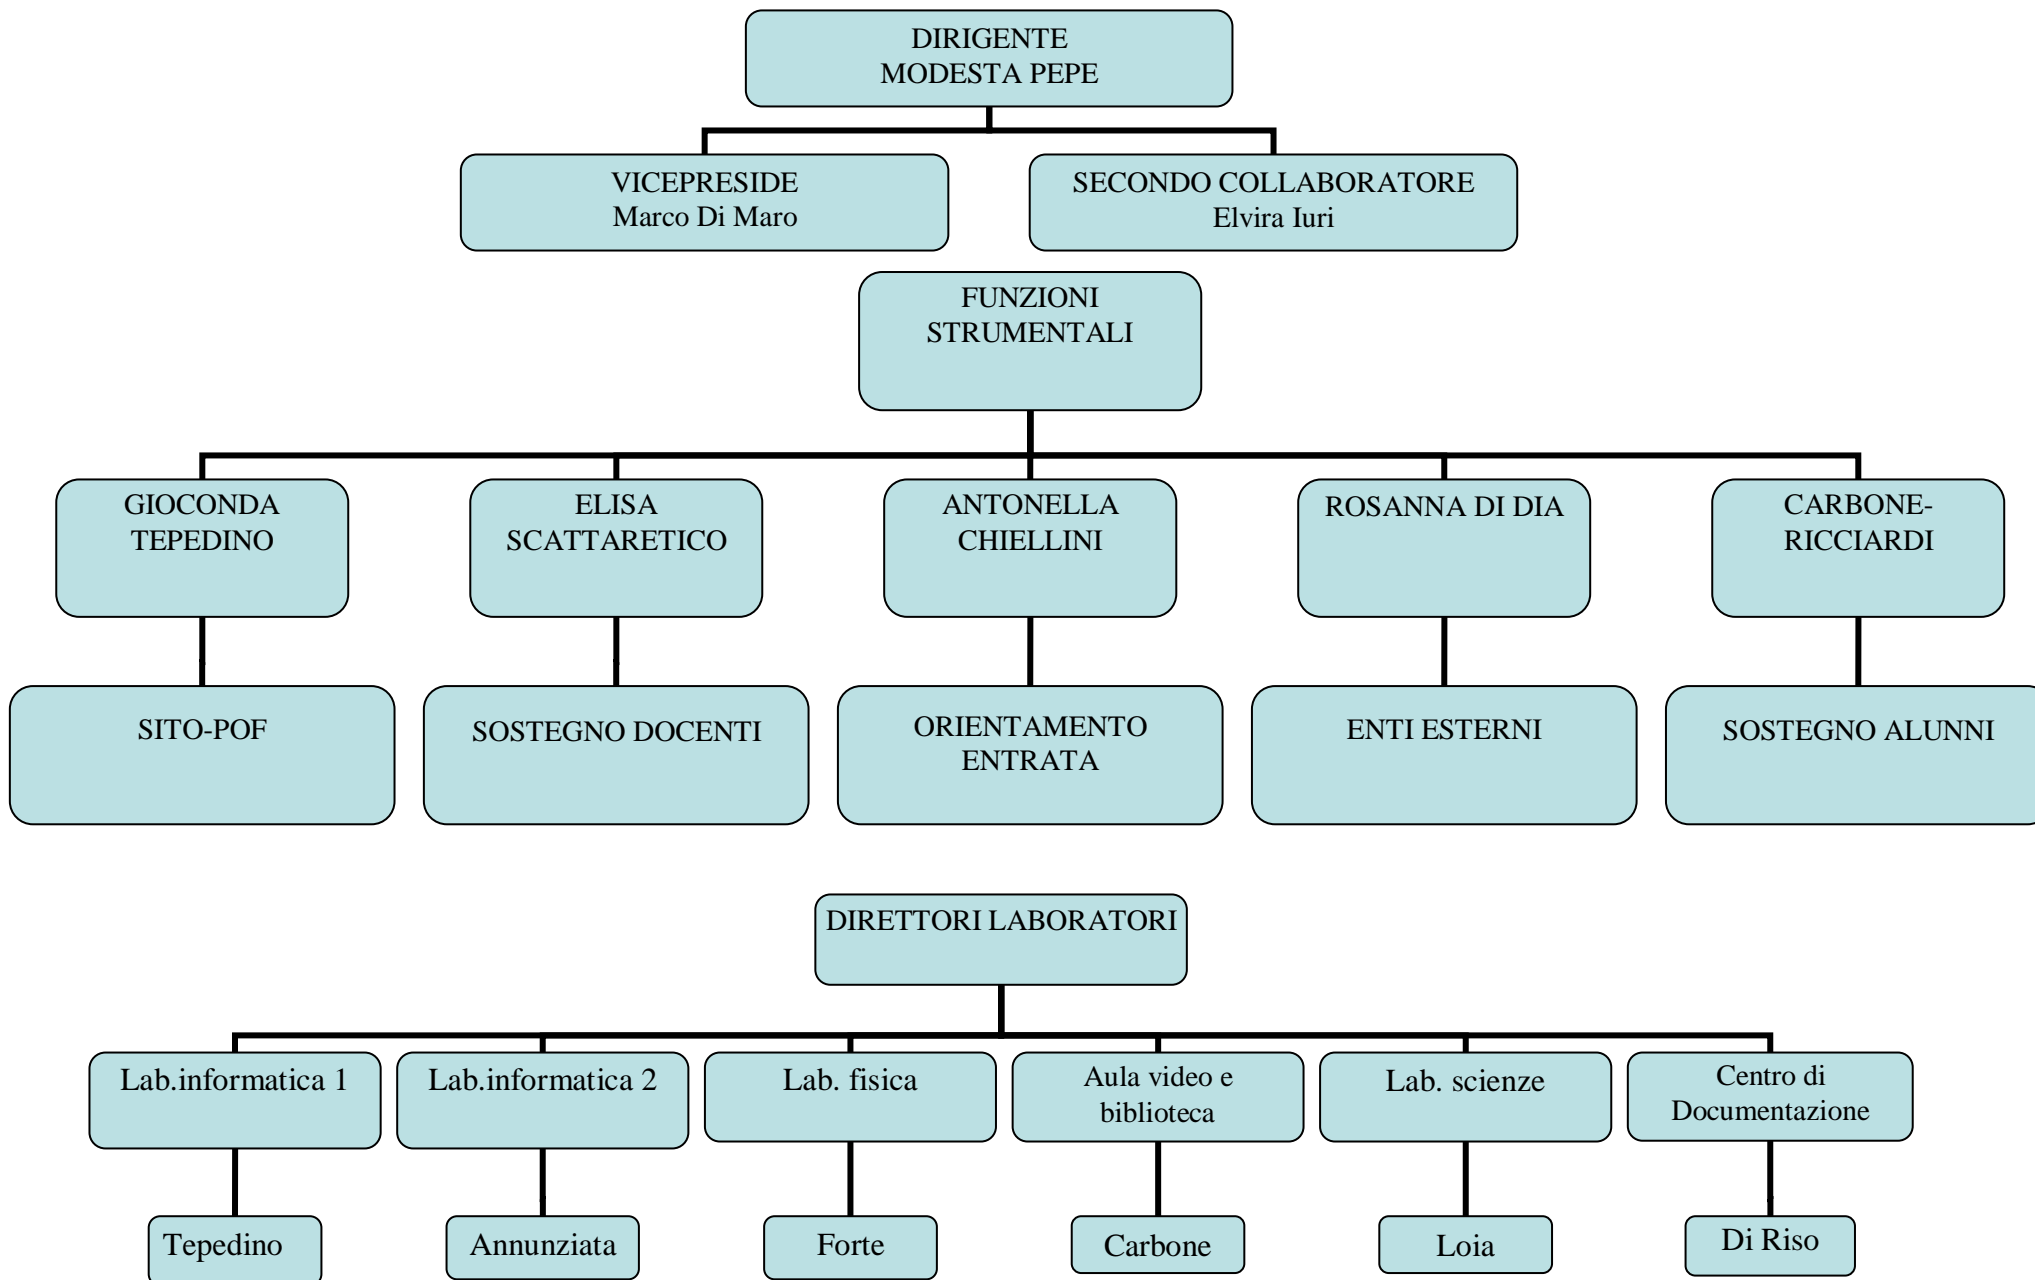 DIRIGENTE
MODESTA PEPE
VICEPRESIDE
Marco Di Maro
SECONDO COLLABORATORE
Elvira Iuri
FUNZIONI
STRUMENTALI
GIOCONDA
TEPEDINO
ELISA
SCATTARETICO
ANTONELLA
CHIELLINI
ROSANNA DI DIA
CARBONE-
RICCIARDI
SITO-POF
SOSTEGNO DOCENTI
ORIENTAMENTO
ENTRATA
ENTI ESTERNI
SOSTEGNO ALUNNI
DIRETTORI LABORATORI
Lab.informatica 1
Lab.informatica 2
Lab. fisica
Aula video e
biblioteca
Lab. scienze
Centro di
Documentazione
Tepedino
Annunziata
Forte
Carbone
Loia
Di Riso